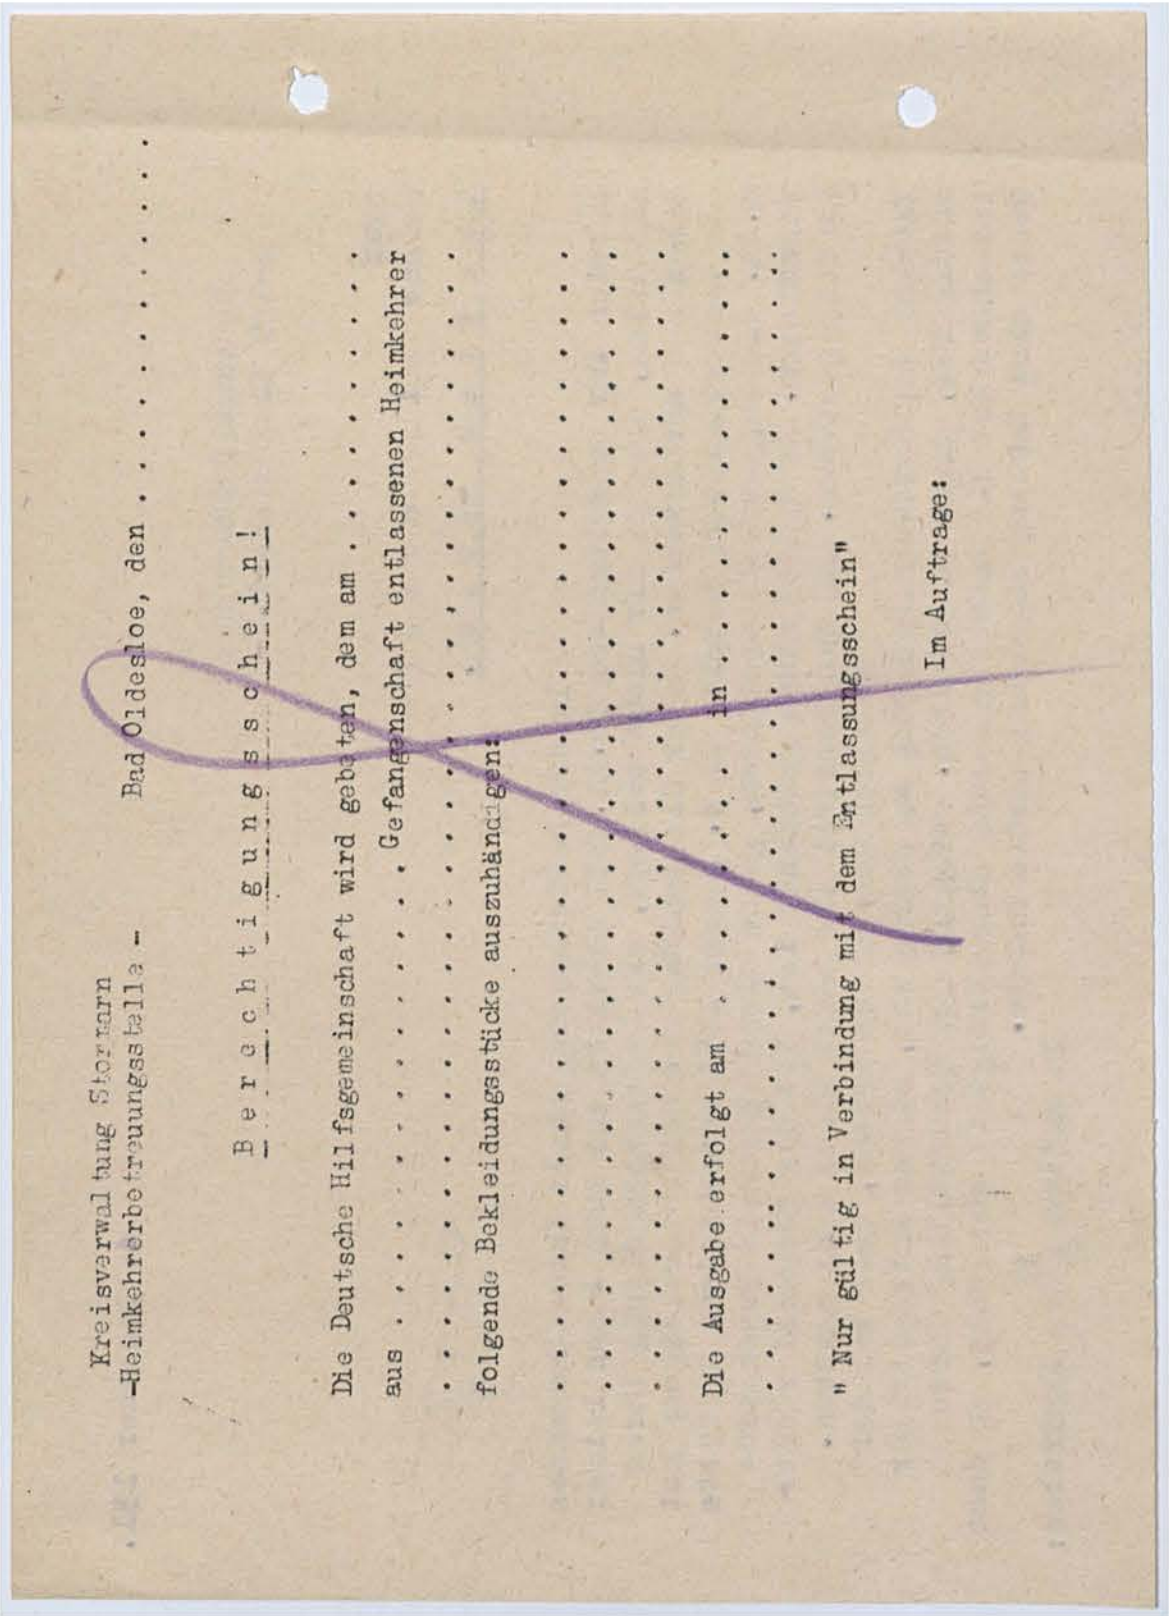 Kreisverwaltung Stormarn
-Heimkehrerbetreuungsstelle - Bad Oldesloe, den . . . . . . . . . . . .
B e r e c h t i g u n g s s c h e i n !
Die Deutsche Hilfsgemeinschaft wird gebeten, dem am . . . . . . . . . .
aus . . . . . . . . . . . . . . . Gefangenschaft entlassenen Heimkehrer
. . . . . . . . . . . . . . . . . . . . . . . . . . . . . . . . . . . .
folgende Bekleidungsstücke auszuhändigen:
. . . . . . . . . . . . . . . . . . . . . . . . . . . . . . . . . . . .
. . . . . . . . . . . . . . . . . . . . . . . . . . . . . . . . . . . .
. . . . . . . . . . . . . . . . . . . . . . . . . . . . . . . . . . . .
Die Ausgabe erfolgt am . . . . . . . . in . . . . . . . . . . . . . . .
. . . . . . . . . . . . . . . . . . . . . . . . . . . . . . . . . . . .
" Nur gültig in Verbindung mit dem Entlassungsschein"
Im Auftrage: